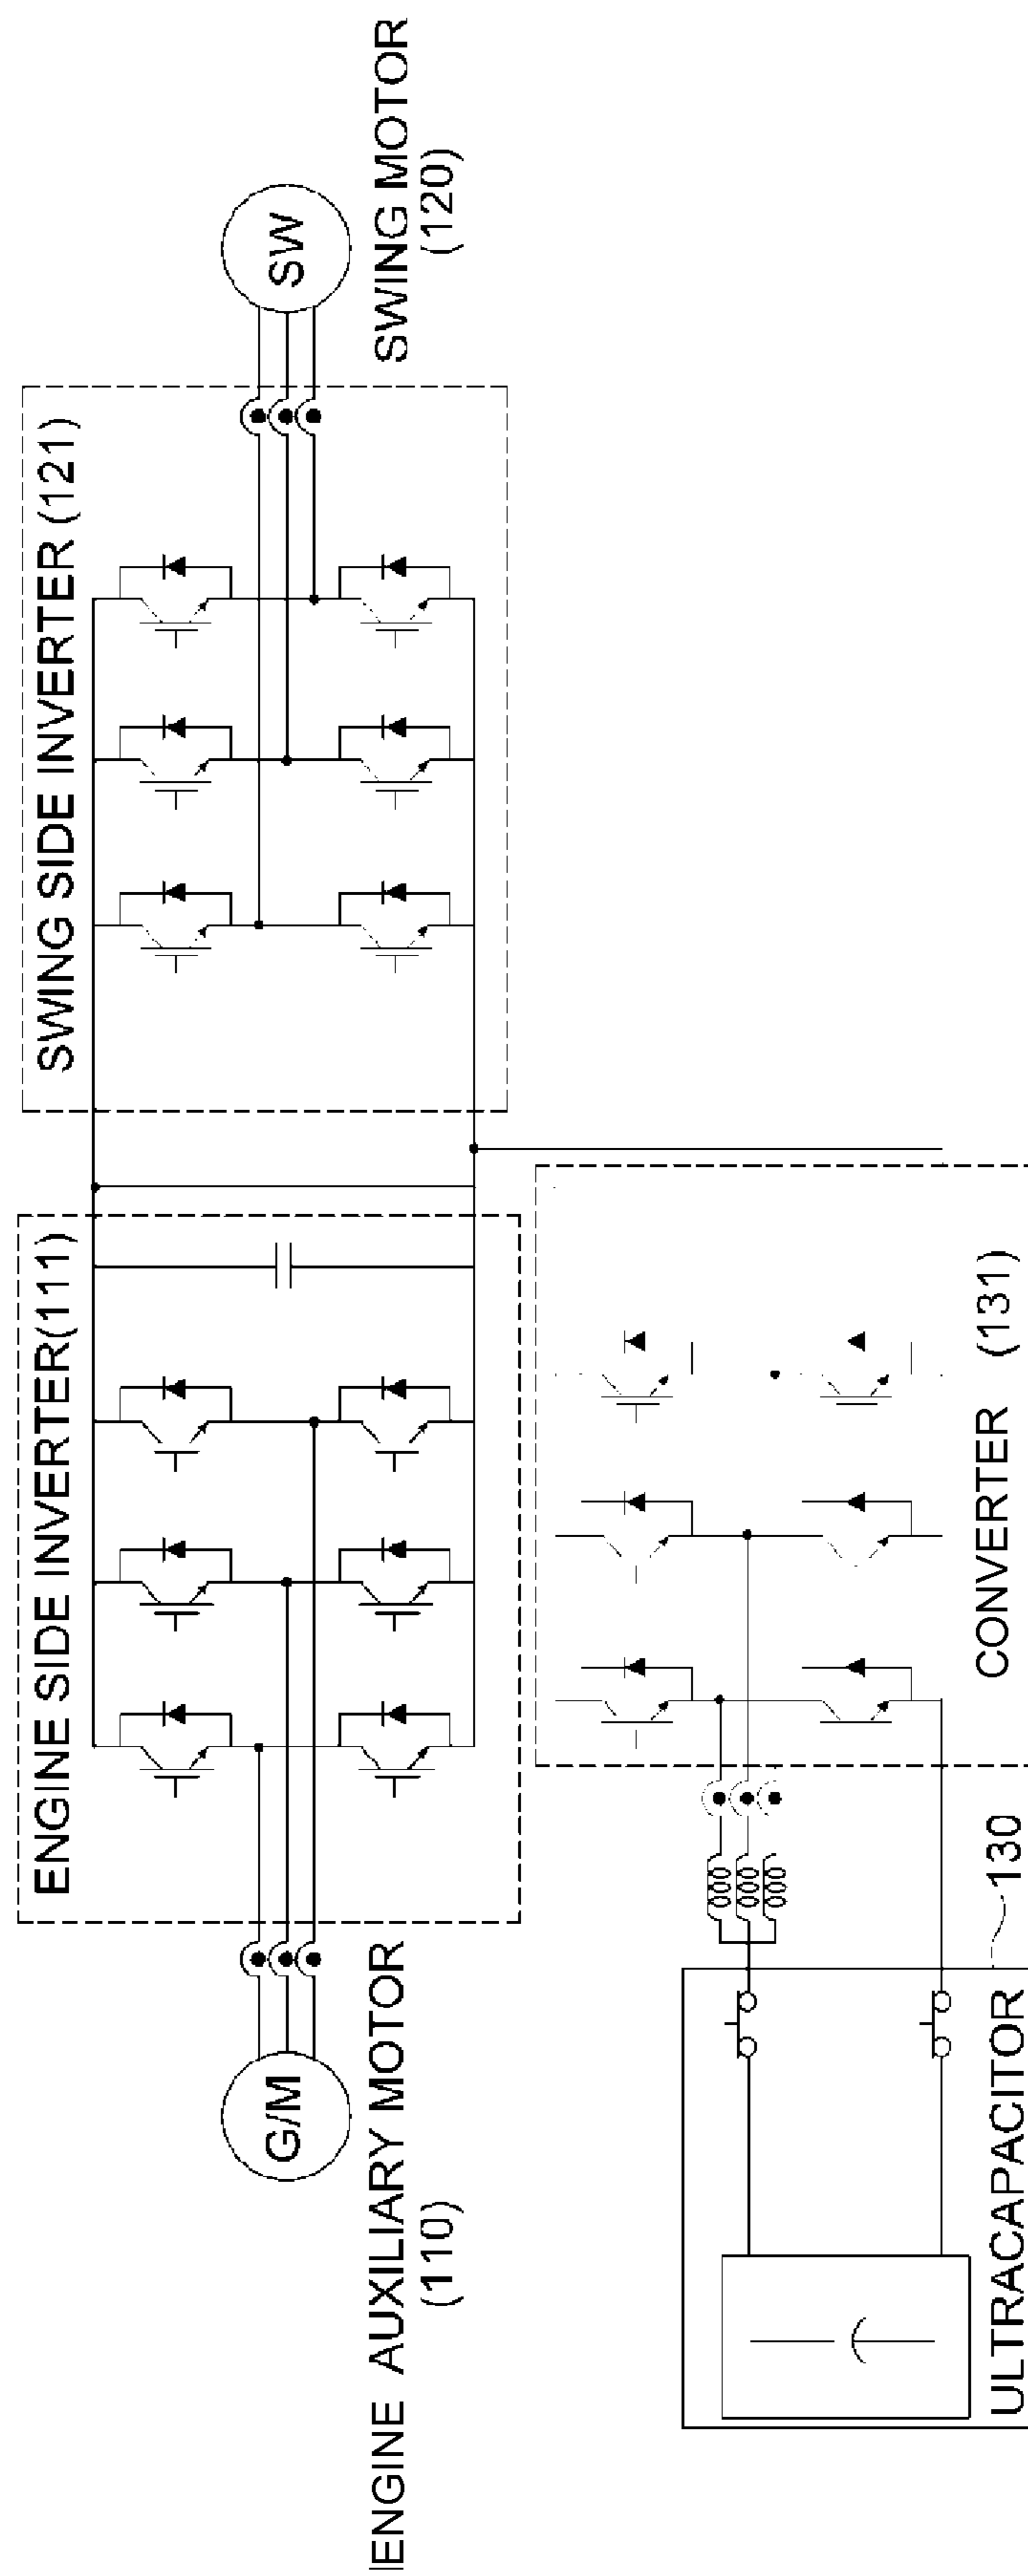 ENGINE SIDE INVERTER(111)
SWING SIDE INVERTER (121)
G/M
SW
ENGINE AUXILIARY MOTOR
(110)
SWING MOTOR
(120)
CONVERTER (131)
130
ULTRACAPACITOR